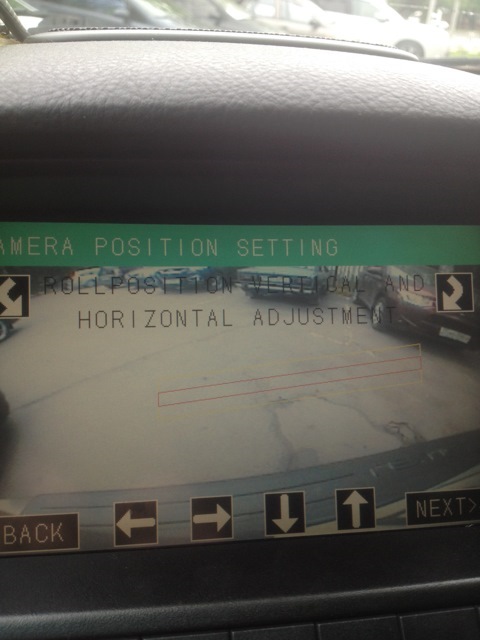 AMERA POSITION SETTING
ROLLPOSITION VERTICAL AND
HORIZONTAL ADJUSTMENT
BACK
NEXT>